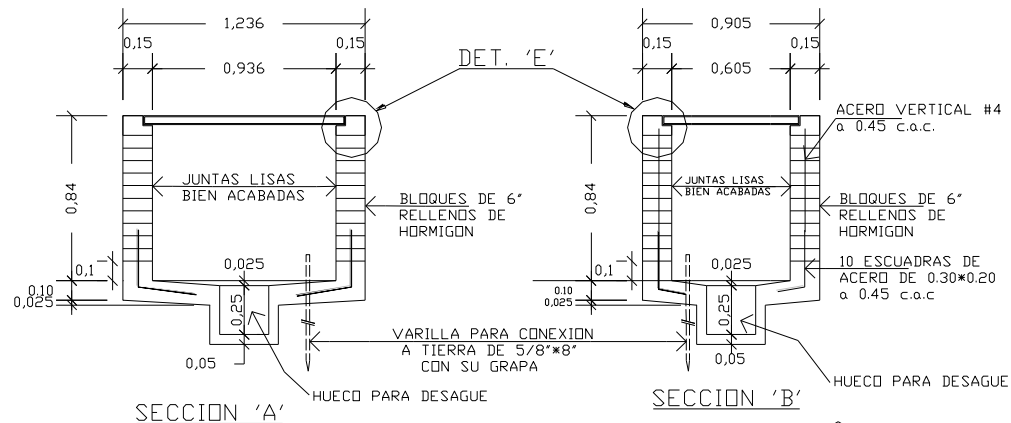 1,236
0,15
0,15
0,936
DET. 'E'
0,905
0,15
0,15
0,605
ACERO VERTICAL #4
a 0.45 c.a.c.
0,84
JUNTAS LISAS
BIEN ACABADAS
BLOQUES DE 6"
RELLENOS DE
HORMIGON
0,84
JUNTAS LISAS
BIEN ACABADAS
BLOQUES DE 6"
RELLENOS DE
HORMIGON
0,1
0,025
0.10
0,025
0,25
0,05
0,1
0,025
0.10
0,025
0,25
0,05
10 ESCUADRAS DE
ACERO DE 0.30*0.20
a 0.45 c.a.c
VARILLA PARA CONEXION
A TIERRA DE 5/8"*8"
CON SU GRAPA
HUECO PARA DESAGUE
HUECO PARA DESAGUE
SECCION 'A'
SECCION 'B'